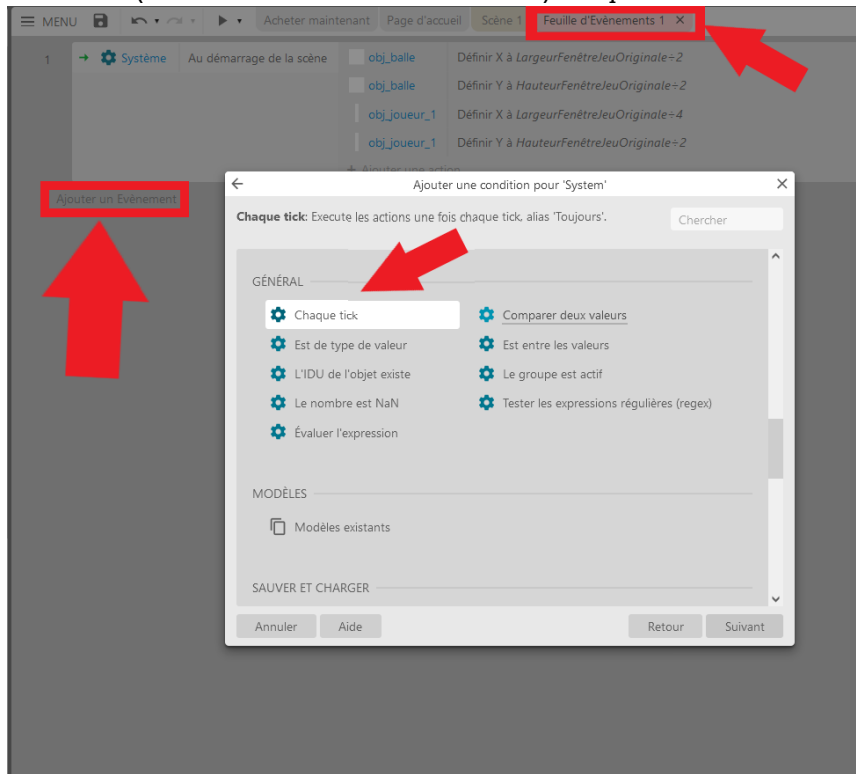 MENU Acheter maintenant Page d'accueil Scène 1 Feuille d'Evènements 1
1 Système Au démarrage de la scène obj_balle Définir X à LargeurFenêtreJeuOriginale÷2
obj_balle Définir Y à HauteurFenêtreJeuOriginale÷2
obj_joueur_1 Définir X à LargeurFenêtreJeuOriginale÷4
obj_joueur_1 Définir Y à HauteurFenêtreJeuOriginale÷2
+ Ajouter une action
Ajouter un Evènement
Ajouter une condition pour 'System'
Chaque tick: Execute les actions une fois chaque tick, alias 'Toujours'. Chercher
GÉNÉRAL
Chaque tick Comparer deux valeurs
Est de type de valeur Est entre les valeurs
L'IDU de l'objet existe Le groupe est actif
Le nombre est NaN Tester les expressions régulières (regex)
Évaluer l'expression
MODÈLES
Modèles existants
SAUVER ET CHARGER
Annuler Aide Retour Suivant